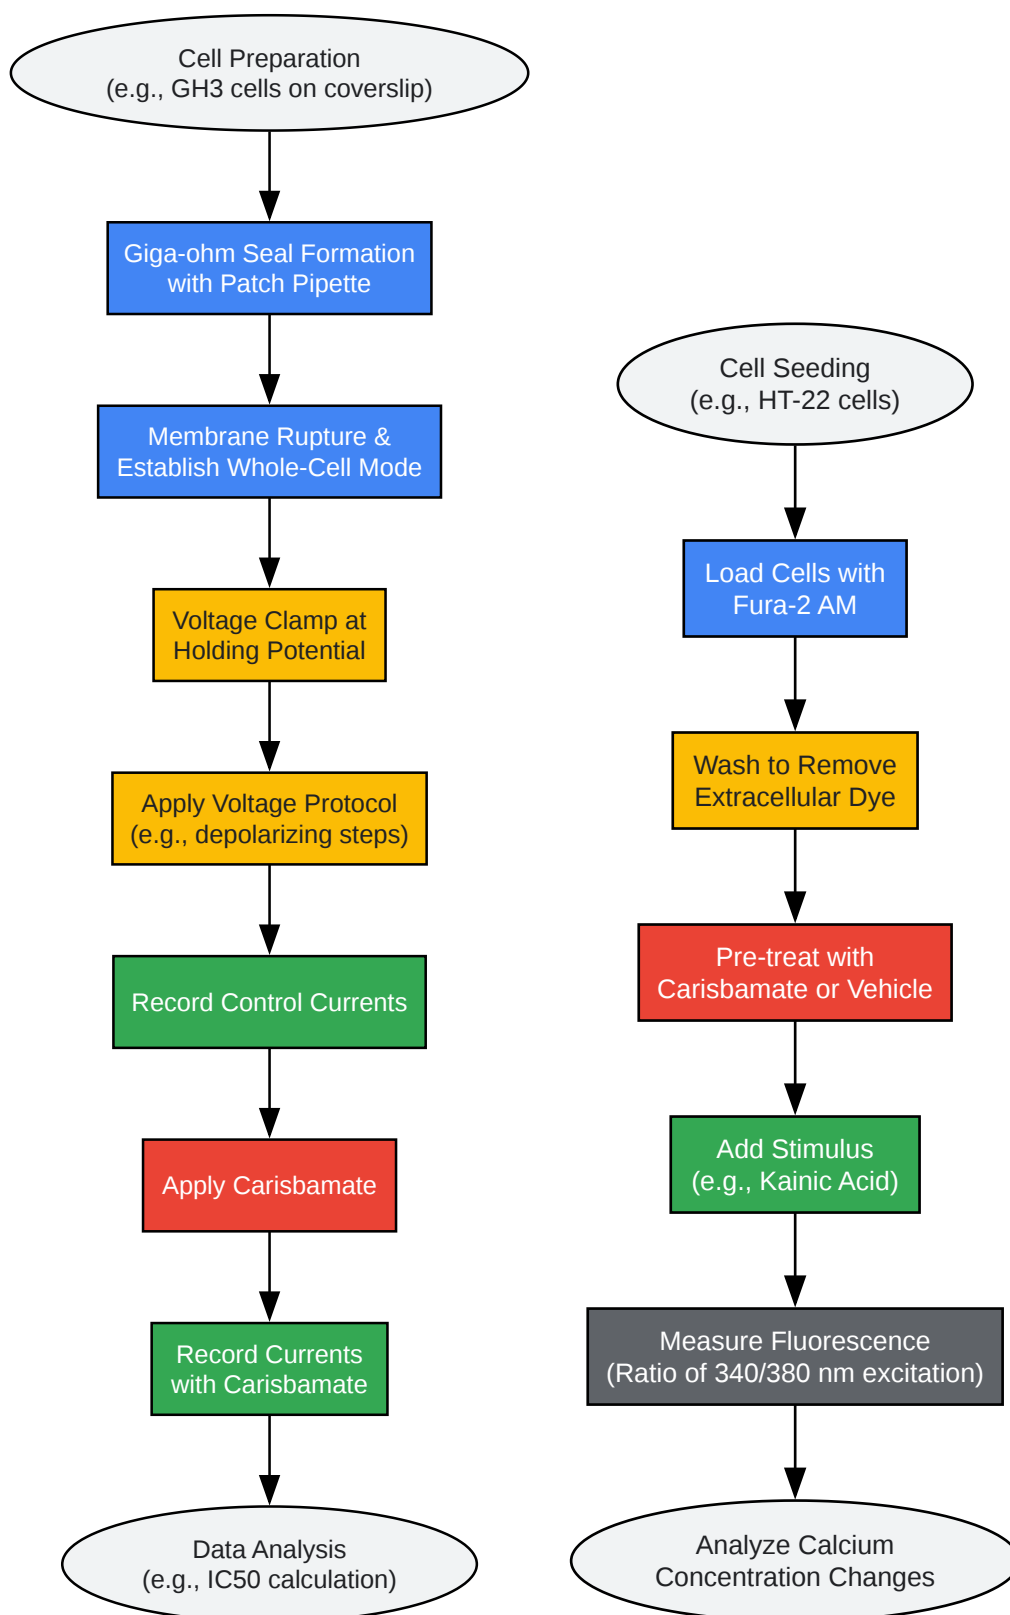 Cell Preparation
(e.g., GH3 cells on coverslip)
Giga-ohm Seal Formation
with Patch Pipette
Membrane Rupture &
Establish Whole-Cell Mode
Voltage Clamp at
Holding Potential
Apply Voltage Protocol
(e.g., depolarizing steps)
Record Control Currents
Apply Carisbamate
Record Currents
with Carisbamate
Data Analysis
(e.g., IC50 calculation)
Cell Seeding
(e.g., HT-22 cells)
Load Cells with
Fura-2 AM
Wash to Remove
Extracellular Dye
Pre-treat with
Carisbamate or Vehicle
Add Stimulus
(e.g., Kainic Acid)
Measure Fluorescence
(Ratio of 340/380 nm excitation)
Analyze Calcium
Concentration Changes